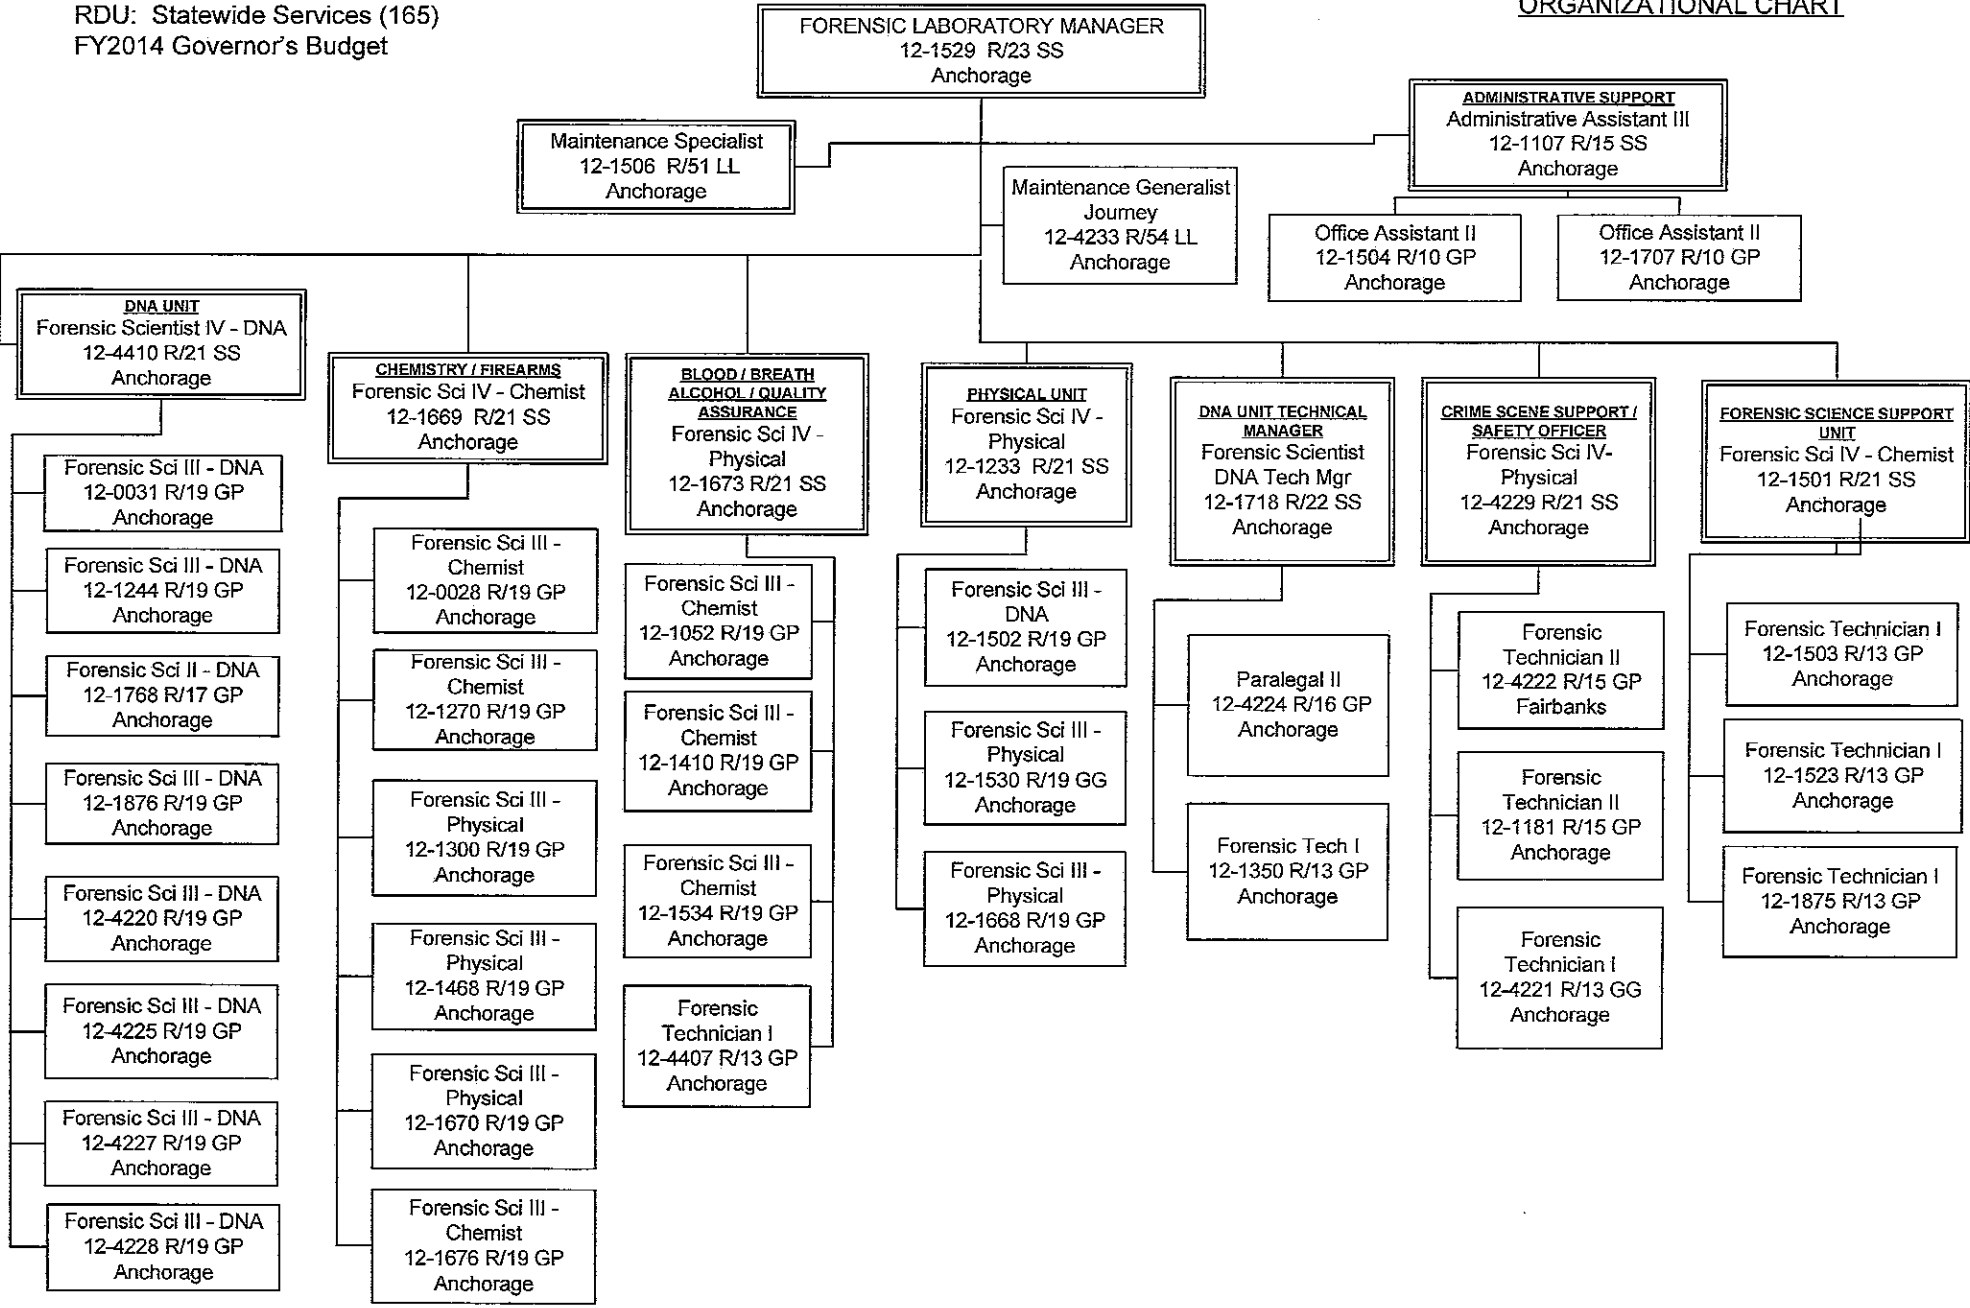 RDU: Statewide Services (165)
FY2014 Governor's Budget
ORGANIZATIONAL CHART
FORENSIC LABORATORY MANAGER
12-1529 R/23 SS
Anchorage
ADMINISTRATIVE SUPPORT
Administrative Assistant III
12-1107 R/15 SS
Anchorage
Maintenance Specialist
12-1506 R/51 LL
Anchorage
Maintenance Generalist
Journey
12-4233 R/54 LL
Anchorage
Office Assistant II
12-1504 R/10 GP
Anchorage
Office Assistant II
12-1707 R/10 GP
Anchorage
DNA UNIT
Forensic Scientist IV - DNA
12-4410 R/21 SS
Anchorage
Forensic Sci III - DNA
12-0031 R/19 GP
Anchorage
Forensic Sci III - DNA
12-1244 R/19 GP
Anchorage
Forensic Sci II - DNA
12-1768 R/17 GP
Anchorage
Forensic Sci III - DNA
12-1876 R/19 GP
Anchorage
Forensic Sci III - DNA
12-4220 R/19 GP
Anchorage
Forensic Sci III - DNA
12-4225 R/19 GP
Anchorage
Forensic Sci III - DNA
12-4227 R/19 GP
Anchorage
Forensic Sci III - DNA
12-4228 R/19 GP
Anchorage
CHEMISTRY / FIREARMS
Forensic Sci IV - Chemist
12-1669 R/21 SS
Anchorage
Forensic Sci III -
Chemist
12-0028 R/19 GP
Anchorage
Forensic Sci III -
Chemist
12-1270 R/19 GP
Anchorage
Forensic Sci III -
Physical
12-1300 R/19 GP
Anchorage
Forensic Sci III -
Physical
12-1468 R/19 GP
Anchorage
Forensic Sci III -
Physical
12-1670 R/19 GP
Anchorage
Forensic Sci III -
Chemist
12-1676 R/19 GP
Anchorage
BLOOD / BREATH
ALCOHOL / QUALITY
ASSURANCE
Forensic Sci IV -
Physical
12-1673 R/21 SS
Anchorage
Forensic Sci III -
Chemist
12-1052 R/19 GP
Anchorage
Forensic Sci III -
Chemist
12-1410 R/19 GP
Anchorage
Forensic Sci III -
Chemist
12-1534 R/19 GP
Anchorage
Forensic
Technician I
12-4407 R/13 GP
Anchorage
PHYSICAL UNIT
Forensic Sci IV -
Physical
12-1233 R/21 SS
Anchorage
Forensic Sci III -
DNA
12-1502 R/19 GP
Anchorage
Forensic Sci III -
Physical
12-1530 R/19 GG
Anchorage
Forensic Sci III -
Physical
12-1668 R/19 GP
Anchorage
DNA UNIT TECHNICAL
MANAGER
Forensic Scientist
DNA Tech Mgr
12-1718 R/22 SS
Anchorage
Paralegal II
12-4224 R/16 GP
Anchorage
Forensic Tech I
12-1350 R/13 GP
Anchorage
CRIME SCENE SUPPORT /
SAFETY OFFICER
Forensic Sci IV-
Physical
12-4229 R/21 SS
Anchorage
Forensic
Technician II
12-4222 R/15 GP
Fairbanks
Forensic
Technician II
12-1181 R/15 GP
Anchorage
Forensic
Technician I
12-4221 R/13 GG
Anchorage
FORENSIC SCIENCE SUPPORT
UNIT
Forensic Sci IV - Chemist
12-1501 R/21 SS
Anchorage
Forensic Technician I
12-1503 R/13 GP
Anchorage
Forensic Technician I
12-1523 R/13 GP
Anchorage
Forensic Technician I
12-1875 R/13 GP
Anchorage